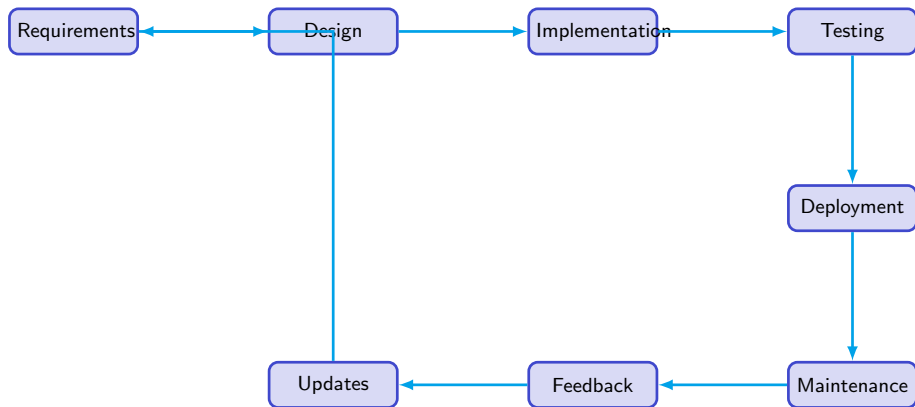 Requirements
Design
Implementation
Testing
Deployment
Updates
Feedback
Maintenance